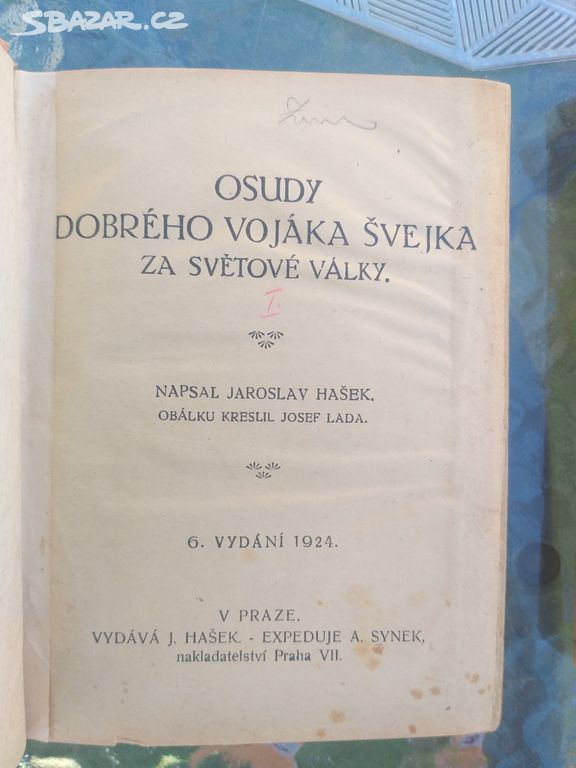 SBAZAR.CZ
OSUDY
DOBRÉHO VOJÁKA ŠVEJKA
ZA SVĚTOVÉ VÁLKY.
I.
NAPSAL JAROSLAV HAŠEK.
OBÁLKU KRESLIL JOSEF LADA.
6. VYDÁNÍ 1924.
V PRAZE.
VYDÁVÁ J. HAŠEK. - EXPEDUJE A. SYNEK,
nakladatelství Praha VII.